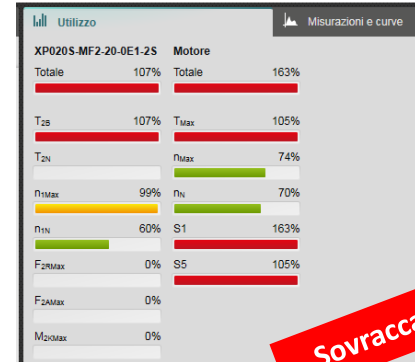 Utilizzo
Misurazioni e curve
XP020S-MF2-20-0E1-2S Motore
Totale 107% Totale 163%
T2B 107% TMax 105%
T2N nMax 74%
n1Max 99% nN 70%
n1N 60% S1 163%
F2RMax 0% S5 105%
F2AMax 0%
M2KMax 0%
Sovracca